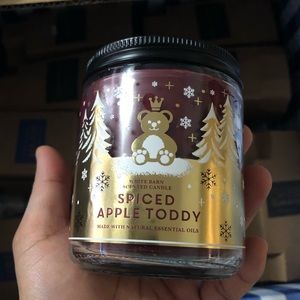 WHITE BARN
SCENTED CANDLE
SPICED
APPLE TODDY
MADE WITH NATURAL ESSENTIAL OILS